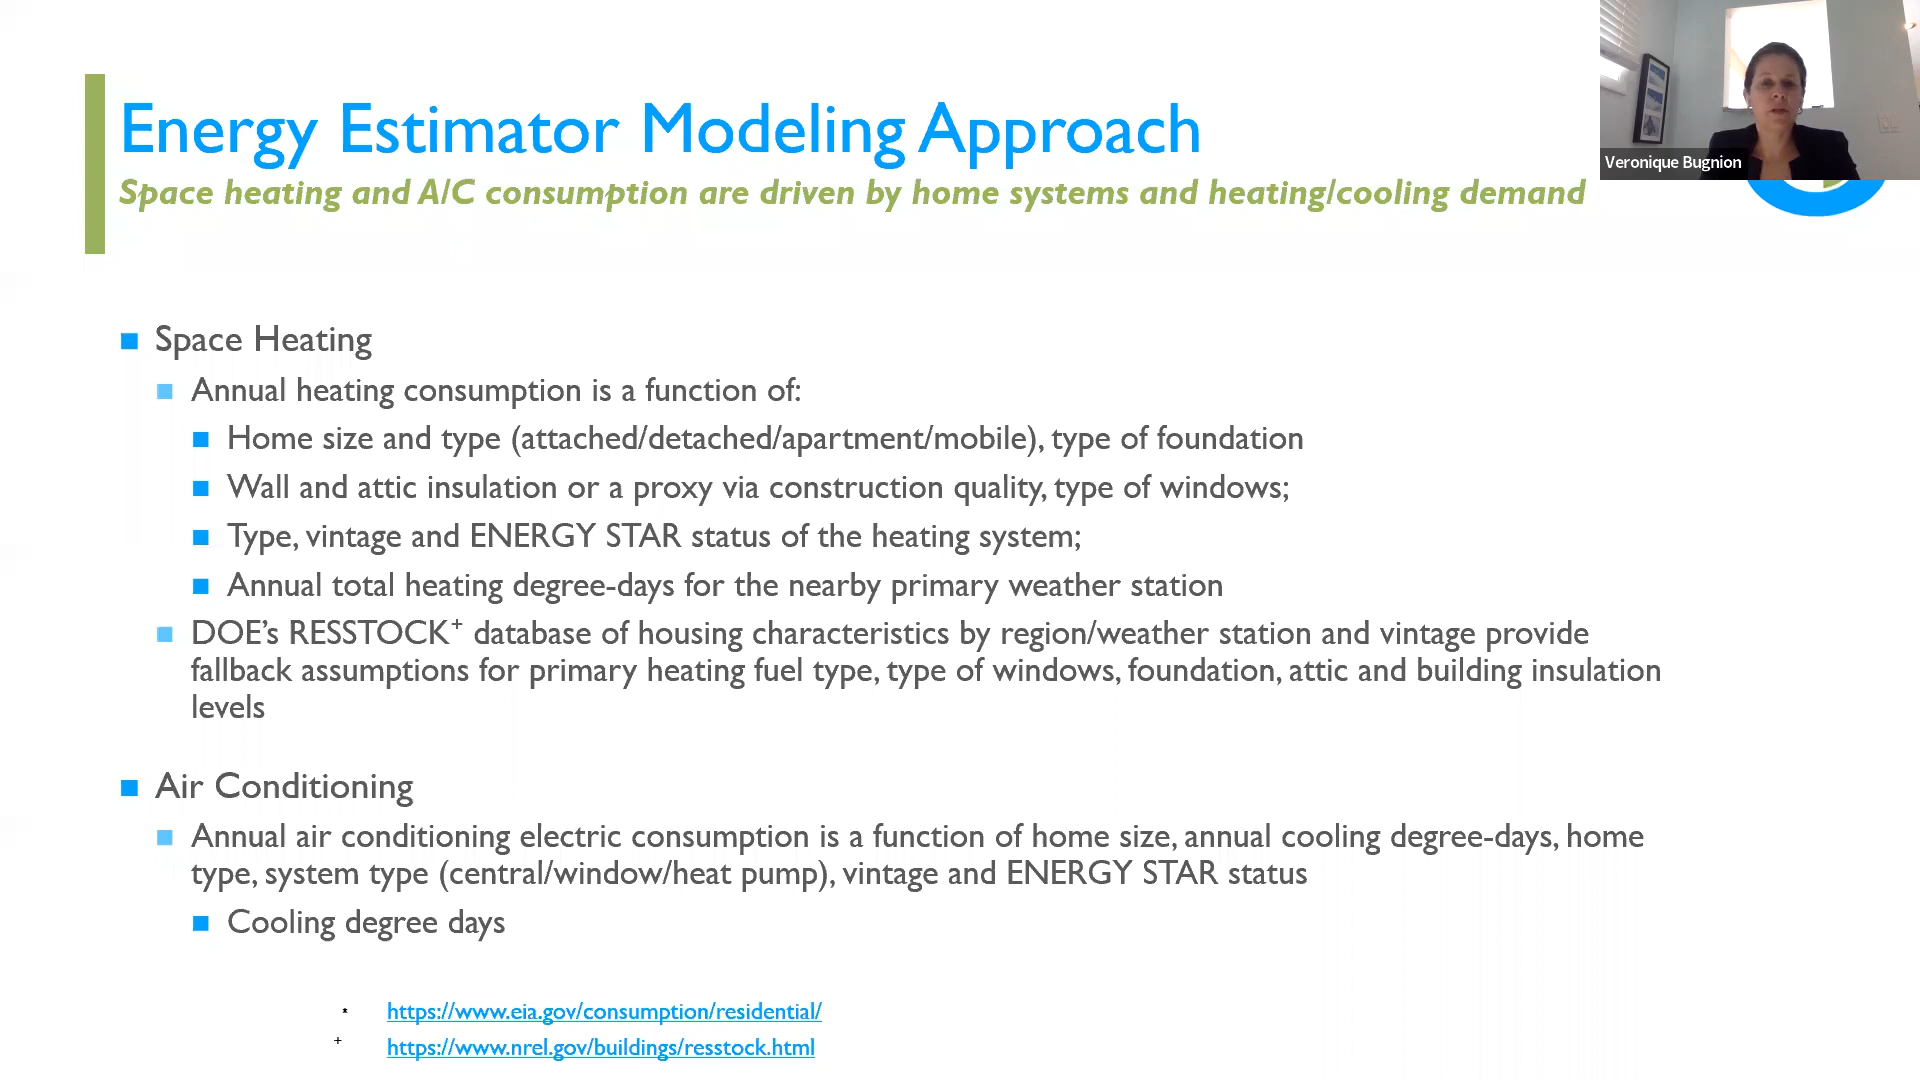 Energy Estimator Modeling Approach
Space heating and A/C consumption are driven by home systems and heating/cooling demand
Veronique Bugnion
Space Heating
Annual heating consumption is a function of:
Home size and type (attached/detached/apartment/mobile), type of foundation
Wall and attic insulation or a proxy via construction quality, type of windows;
Type, vintage and ENERGY STAR status of the heating system;
Annual total heating degree-days for the nearby primary weather station
DOE's RESSTOCK+ database of housing characteristics by region/weather station and vintage provide
fallback assumptions for primary heating fuel type, type of windows, foundation, attic and building insulation
levels
Air Conditioning
Annual air conditioning electric consumption is a function of home size, annual cooling degree-days, home
type, system type (central/window/heat pump), vintage and ENERGY STAR status
Cooling degree days
* https://www.eia.gov/consumption/residential/
+ https://www.nrel.gov/buildings/resstock.html